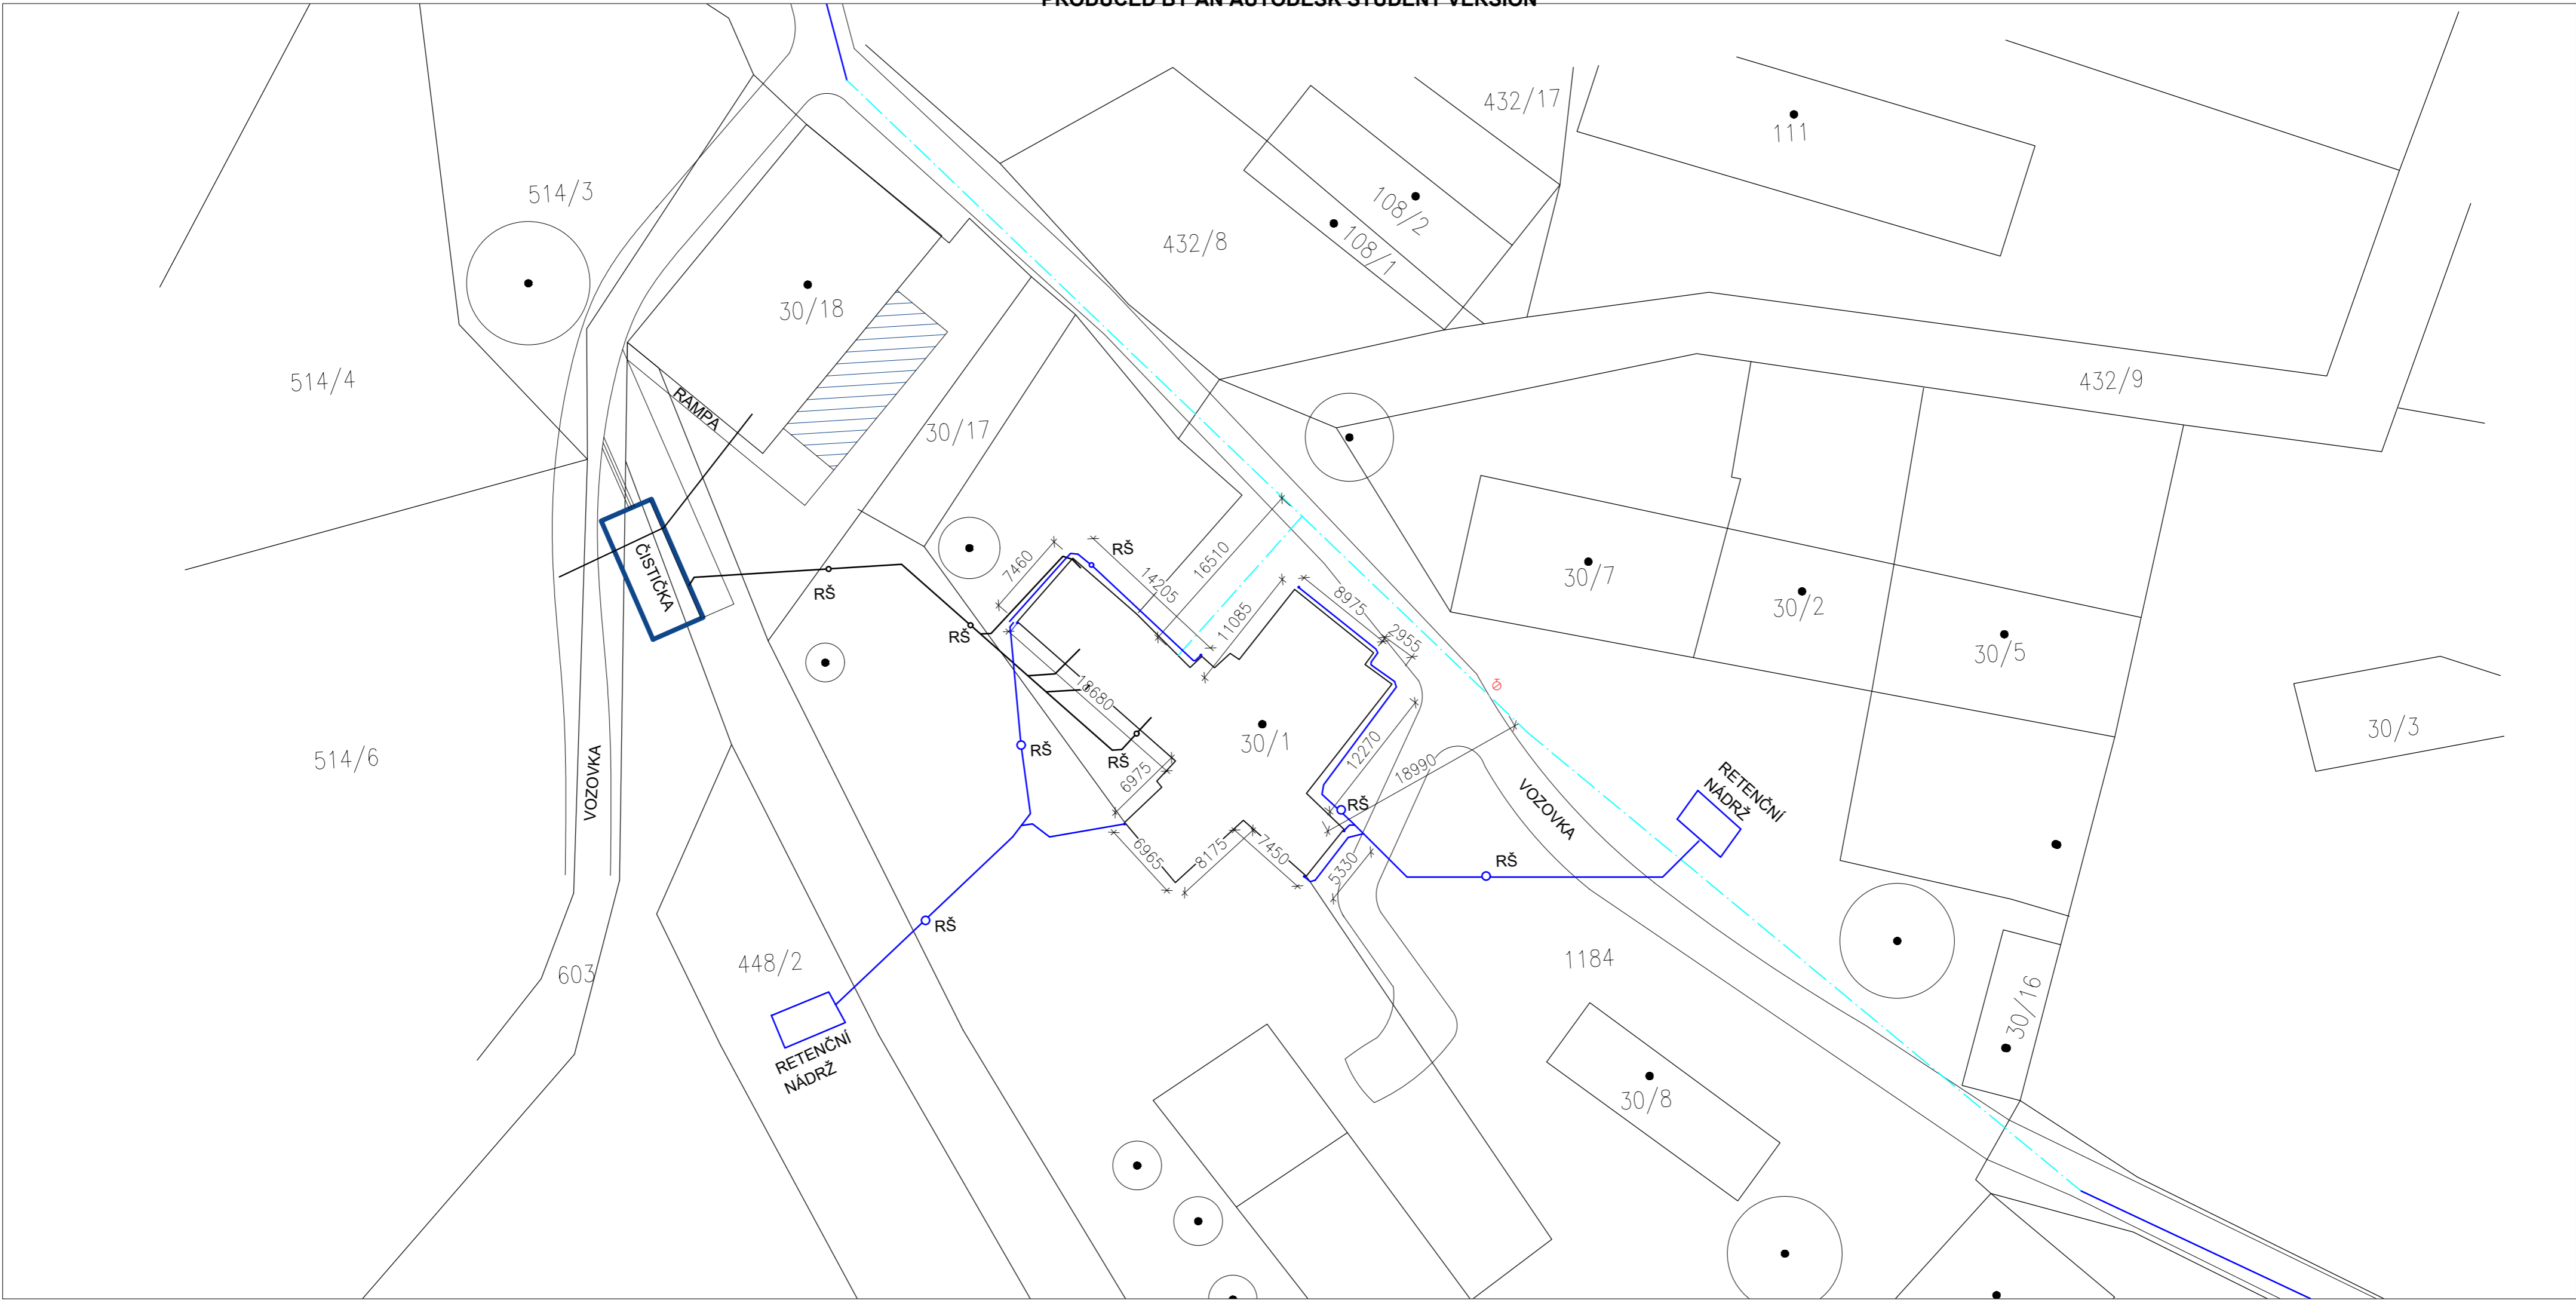 PRODUCED BY AN AUTODESK STUDENT VERSION
432/17
111
514/3
108/2
432/8
108/1
30/18
514/4
432/9
RAMPA
30/17
7460
RŠ
16510
14205
ČISTIČKA
RŠ
30/7
8975
30/2
11085
RŠ
2955
30/5
18680
30/1
30/3
514/6
RŠ
RŠ
12270
18990
6975
VOZOVKA
RETENČNÍ
NÁDRŽ
VOZOVKA
RŠ
6965
8175
7450
5330
RŠ
RŠ
603
448/2
1184
30/16
RETENČNÍ
NÁDRŽ
30/8